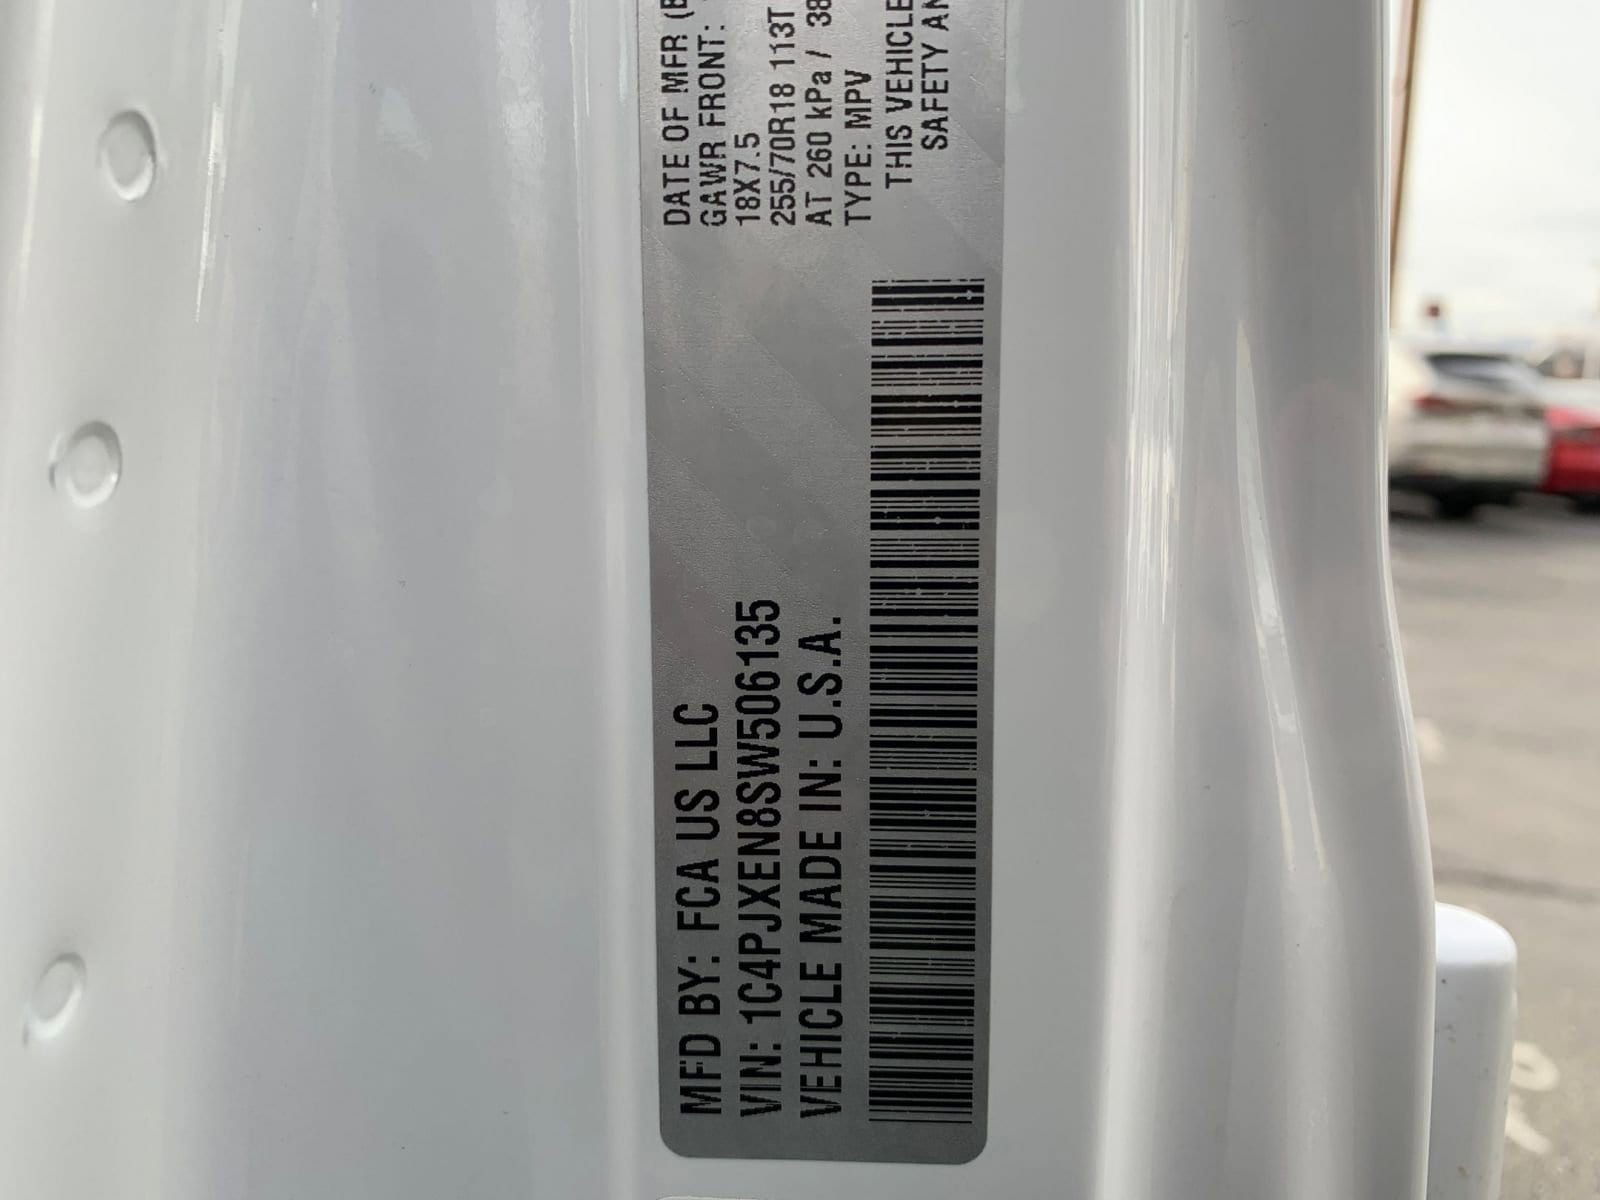 MFD BY: FCA US LLC
VIN: 1C4PJXEN8SW506135
VEHICLE MADE IN: U.S.A.
DATE OF MFR
GAWR FRONT:
18X7.5
255/70R18 113T
AT 260 kPa / 38
TYPE: MPV
THIS VEHICLE
SAFETY